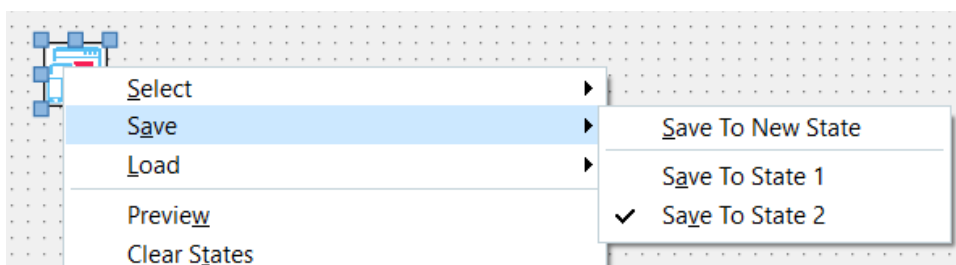 Select
Save
Load
Preview
Clear States
Save To New State
Save To State 1
Save To State 2